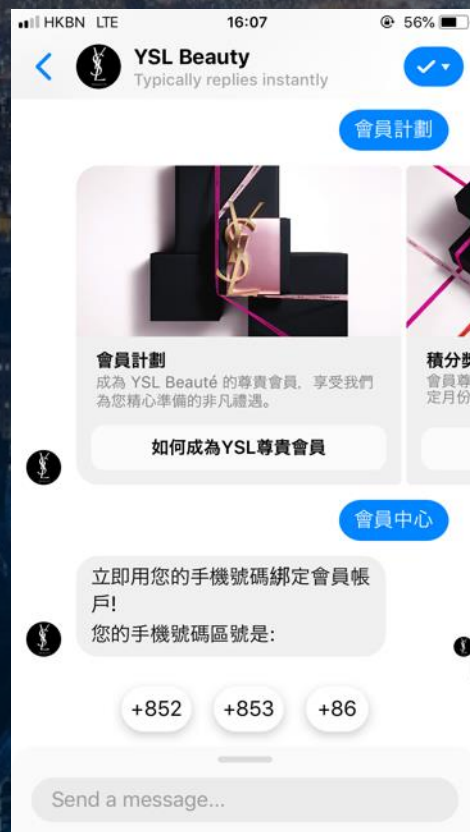 HKBN LTE 16:07 56%
YSL Beauty
Typically replies instantly
會員計劃
會員計劃
成為 YSL Beauté 的尊貴會員，享受我們
為您精心準備的非凡禮遇。
如何成為YSL尊貴會員
積分
會員尊
定月份
會員中心
立即用您的手機號碼綁定會員帳
戶!
您的手機號碼區號是:
+852 +853 +86
Send a message...